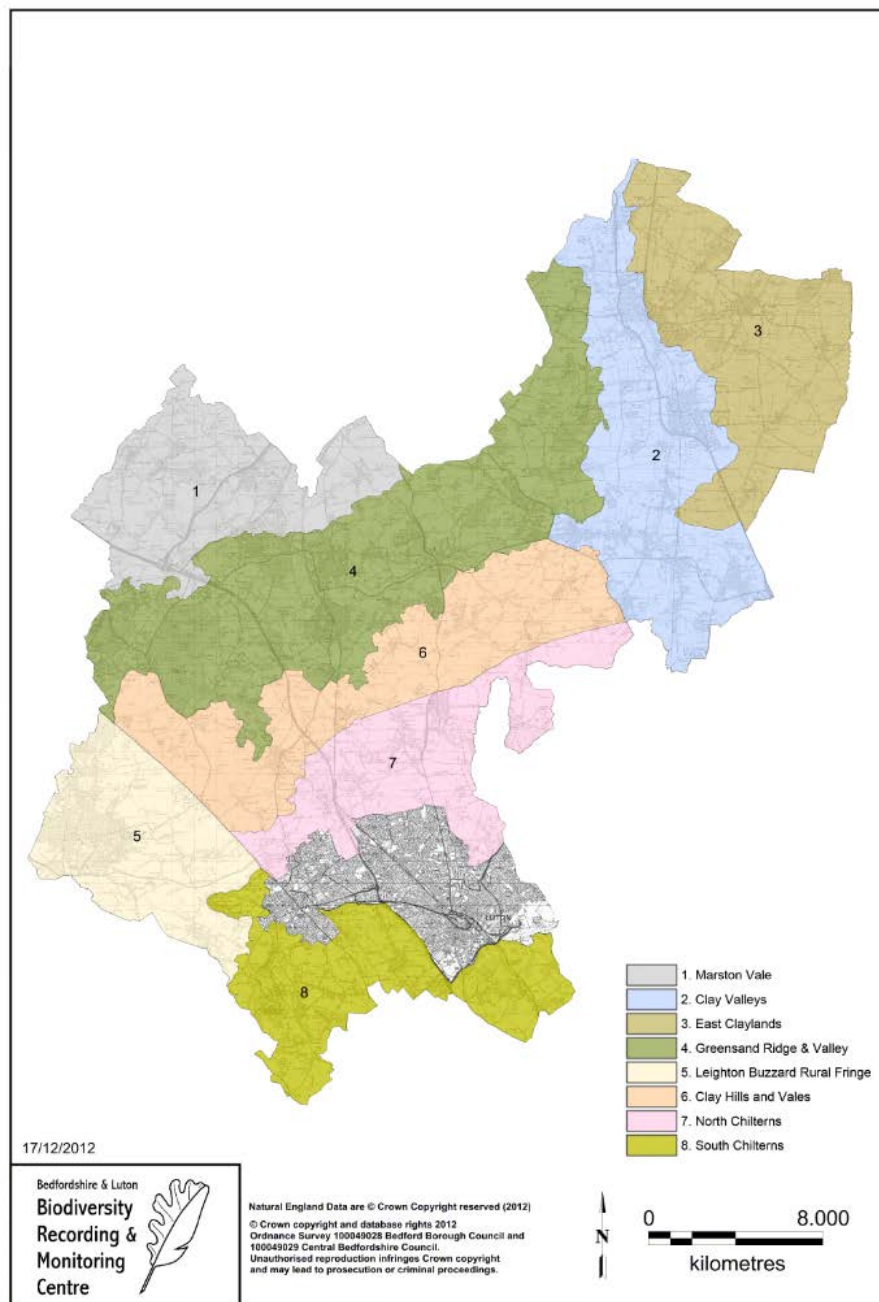 3
2
1
4
6
7
5
LUTON
8
1. Marston Vale
2. Clay Valleys
3. East Claylands
4. Greensand Ridge & Valley
5. Leighton Buzzard Rural Fringe
6. Clay Hills and Vales
7. North Chilterns
8. South Chilterns
17/12/2012
Bedfordshire & Luton
Biodiversity
Recording &
Monitoring
Centre
Natural England Data are © Crown Copyright reserved (2012)
© Crown copyright and database rights 2012
Ordnance Survey 100049028 Bedford Borough Council and
100049029 Central Bedfordshire Council.
Unauthorised reproduction infringes Crown copyright
and may lead to prosecution or criminal proceedings.
N
0 8.000
kilometres